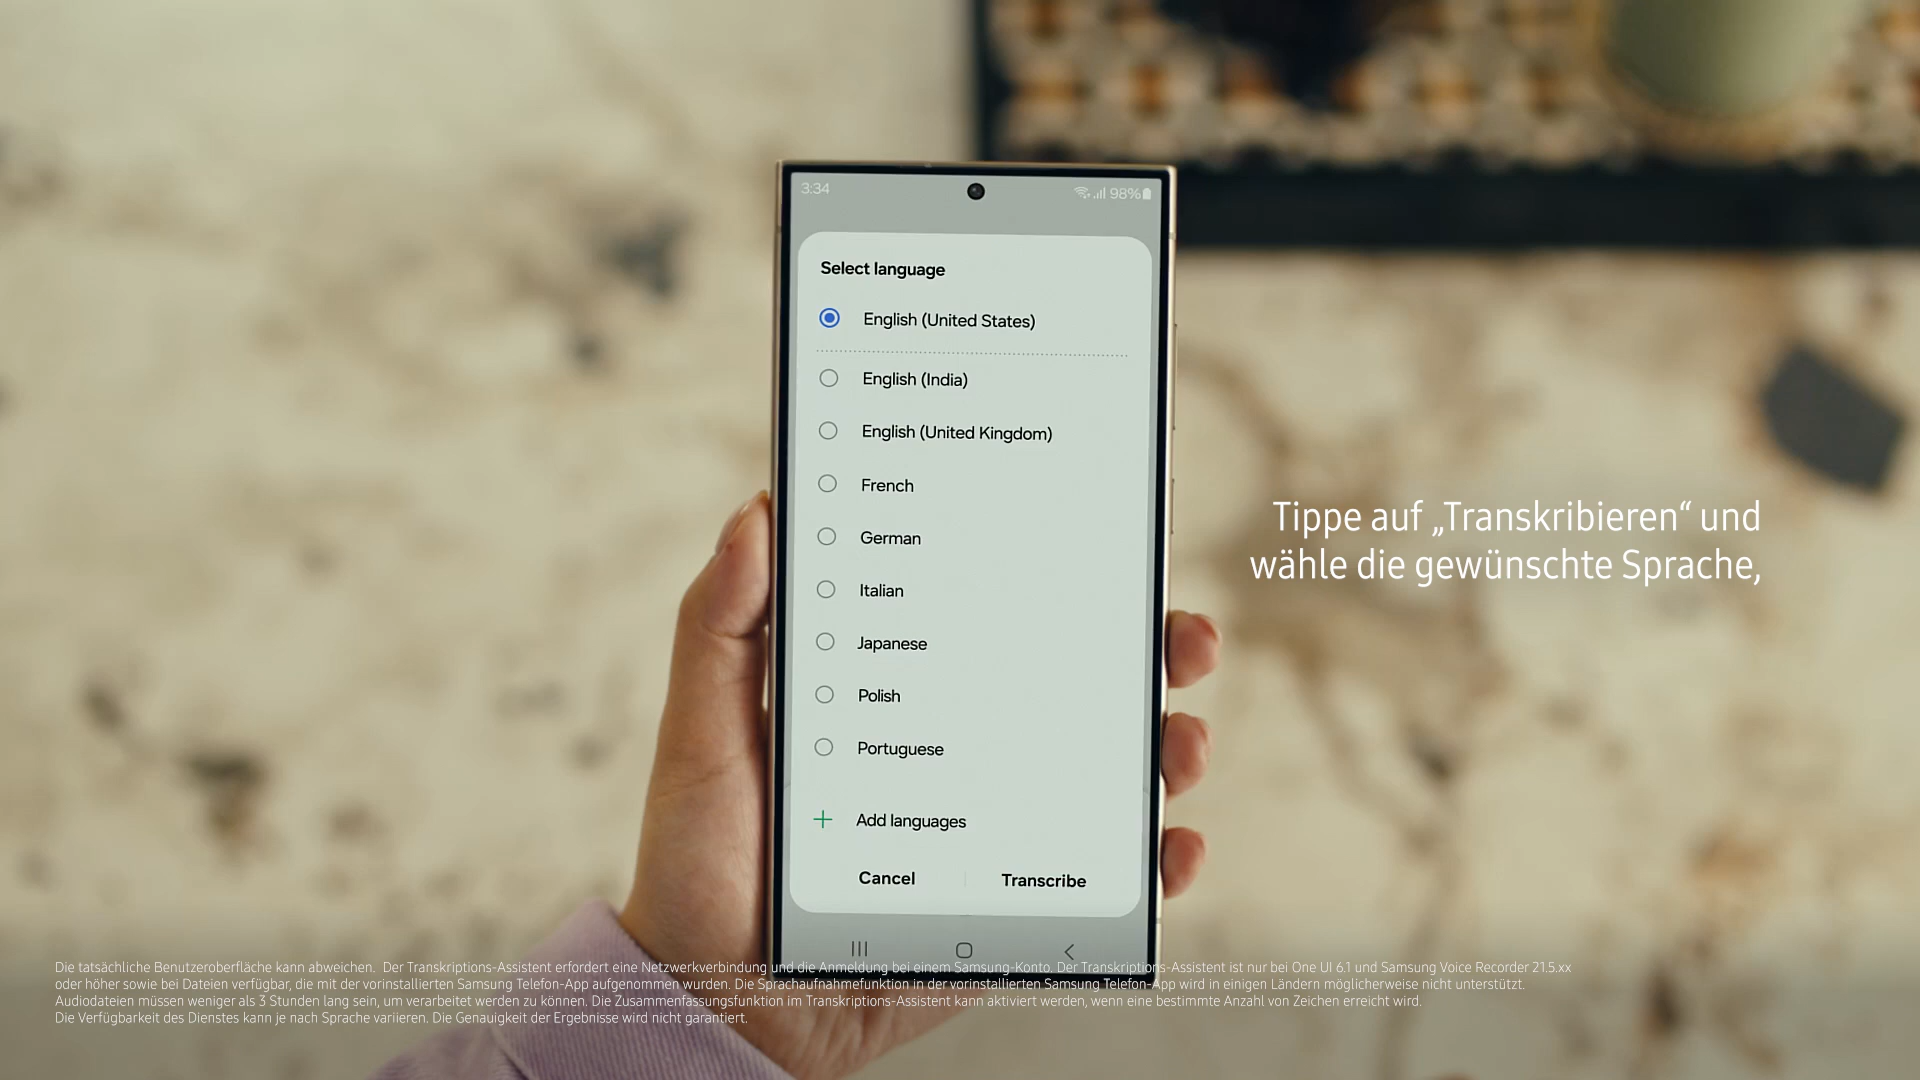 3:34
98%
Select language
English (United States)
English (India)
English (United Kingdom)
French
German
Italian
Japanese
Polish
Portuguese
Add languages
Cancel
Transcribe
Tippe auf „Transkribieren“ und
wähle die gewünschte Sprache,
Die tatsächliche Benutzeroberfläche kann abweichen. Der Transkriptions-Assistent erfordert eine Netzwerkverbindung und die Anmeldung bei einem Samsung-Konto. Der Transkriptions-Assistent ist nur bei One UI 6.1 und Samsung Voice Recorder 21.5.xx
oder höher sowie bei Dateien verfügbar, die mit der vorinstallierten Samsung Telefon-App aufgenommen wurden. Die Sprachaufnahmefunktion in der vorinstallierten Samsung Telefon-App wird in einigen Ländern möglicherweise nicht unterstützt.
Audiodateien müssen weniger als 3 Stunden lang sein, um verarbeitet werden zu können. Die Zusammenfassungsfunktion im Transkriptions-Assistent kann aktiviert werden, wenn eine bestimmte Anzahl von Zeichen erreicht wird.
Die Verfügbarkeit des Dienstes kann je nach Sprache variieren. Die Genauigkeit der Ergebnisse wird nicht garantiert.